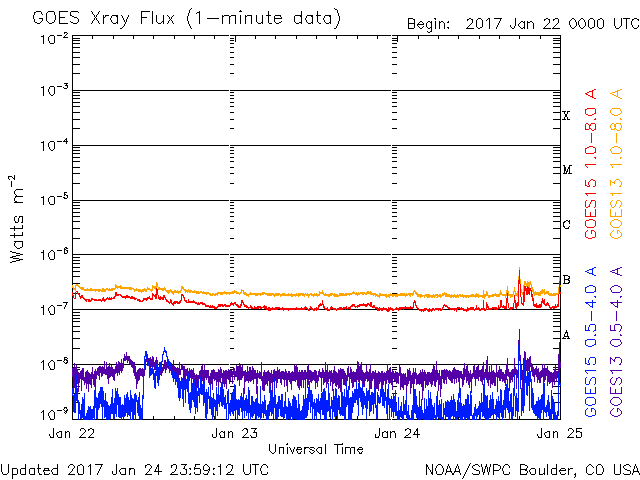 GOES Xray Flux (1-minute data)
Begin: 2017 Jan 22 0000 UTC
10-2
10-3
10-4
10-5
10-6
10-7
10-8
10-9
Watts m-2
X
M
C
B
A
GOES15 1.0-8.0 A
GOES13 1.0-8.0 A
GOES15 0.5-4.0 A
GOES13 0.5-4.0 A
Jan 22
Jan 23
Jan 24
Jan 25
Universal Time
Updated 2017 Jan 24 23:59:12 UTC
NOAA/SWPC Boulder, CO USA